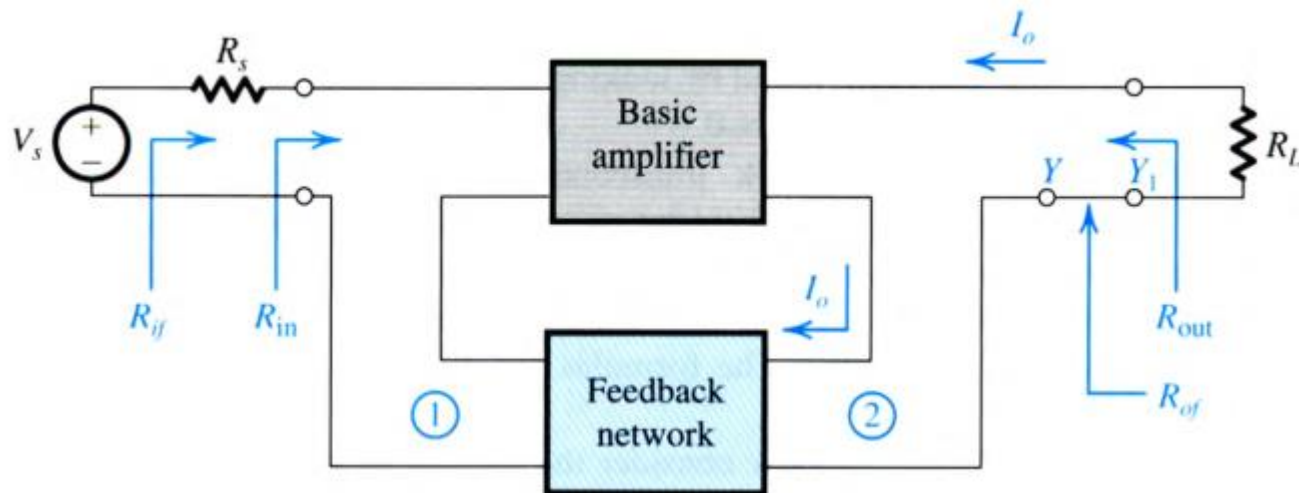 I_o
R_s
Basic
amplifier
V_s
+
−
R_L
Y
Y_1
R_if
R_in
I_o
R_out
Feedback
network
1
2
R_of